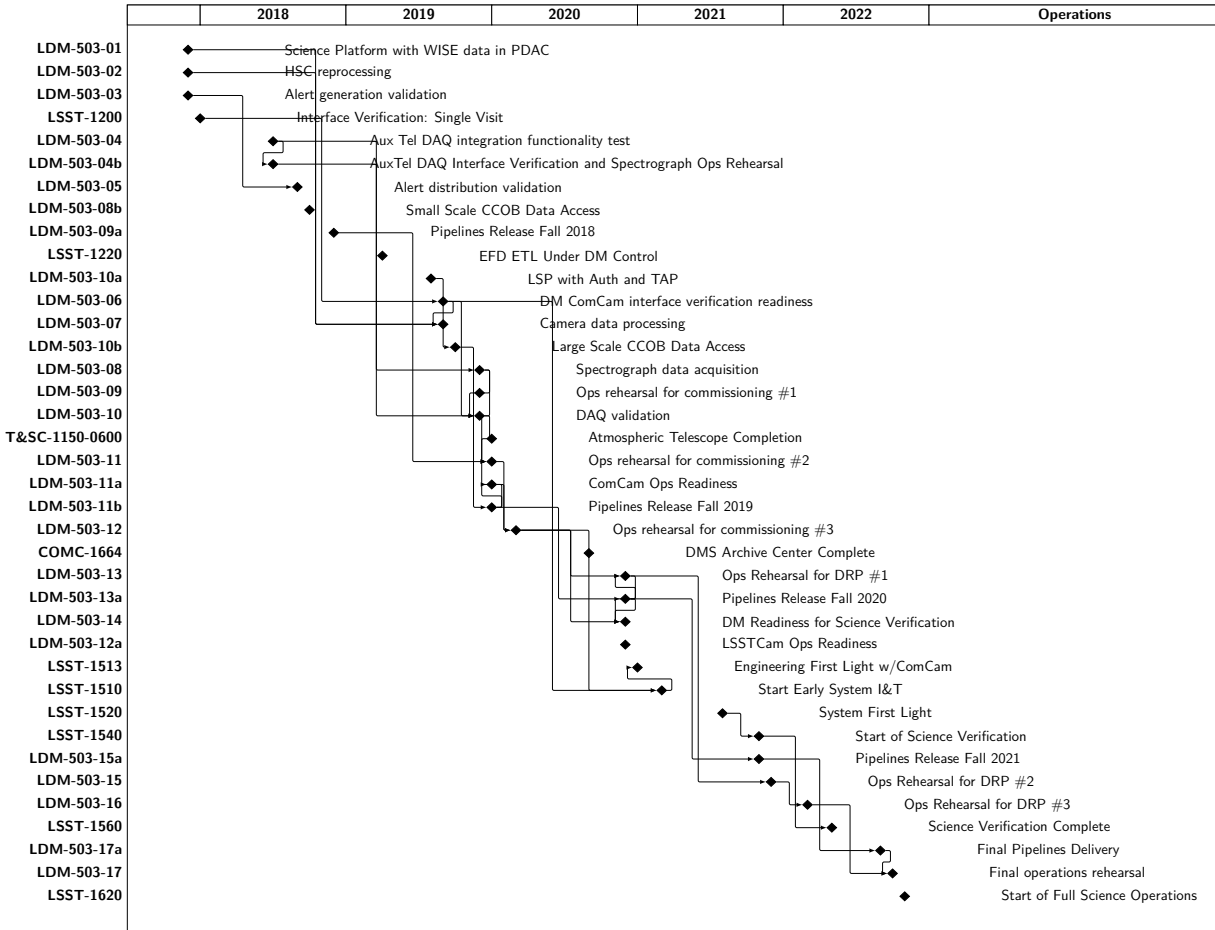 2018 2019 2020 2021 2022 Operations
LDM-503-01 Science Platform with WISE data in PDAC
LDM-503-02 HSC reprocessing
LDM-503-03 Alert generation validation
LSST-1200 Interface Verification: Single Visit
LDM-503-04 Aux Tel DAQ integration functionality test
LDM-503-04b AuxTel DAQ Interface Verification and Spectrograph Ops Rehearsal
LDM-503-05 Alert distribution validation
LDM-503-08b Small Scale CCOB Data Access
LDM-503-09a Pipelines Release Fall 2018
LSST-1220 EFD ETL Under DM Control
LDM-503-10a LSP with Auth and TAP
LDM-503-06 DM ComCam interface verification readiness
LDM-503-07 Camera data processing
LDM-503-10b Large Scale CCOB Data Access
LDM-503-08 Spectrograph data acquisition
LDM-503-09 Ops rehearsal for commissioning #1
LDM-503-10 DAQ validation
T&SC-1150-0600 Atmospheric Telescope Completion
LDM-503-11 Ops rehearsal for commissioning #2
LDM-503-11a ComCam Ops Readiness
LDM-503-11b Pipelines Release Fall 2019
LDM-503-12 Ops rehearsal for commissioning #3
COMC-1664 DMS Archive Center Complete
LDM-503-13 Ops Rehearsal for DRP #1
LDM-503-13a Pipelines Release Fall 2020
LDM-503-14 DM Readiness for Science Verification
LDM-503-12a LSSTCam Ops Readiness
LSST-1513 Engineering First Light w/ComCam
LSST-1510 Start Early System I&T
LSST-1520 System First Light
LSST-1540 Start of Science Verification
LDM-503-15a Pipelines Release Fall 2021
LDM-503-15 Ops Rehearsal for DRP #2
LDM-503-16 Ops Rehearsal for DRP #3
LSST-1560 Science Verification Complete
LDM-503-17a Final Pipelines Delivery
LDM-503-17 Final operations rehearsal
LSST-1620 Start of Full Science Operations